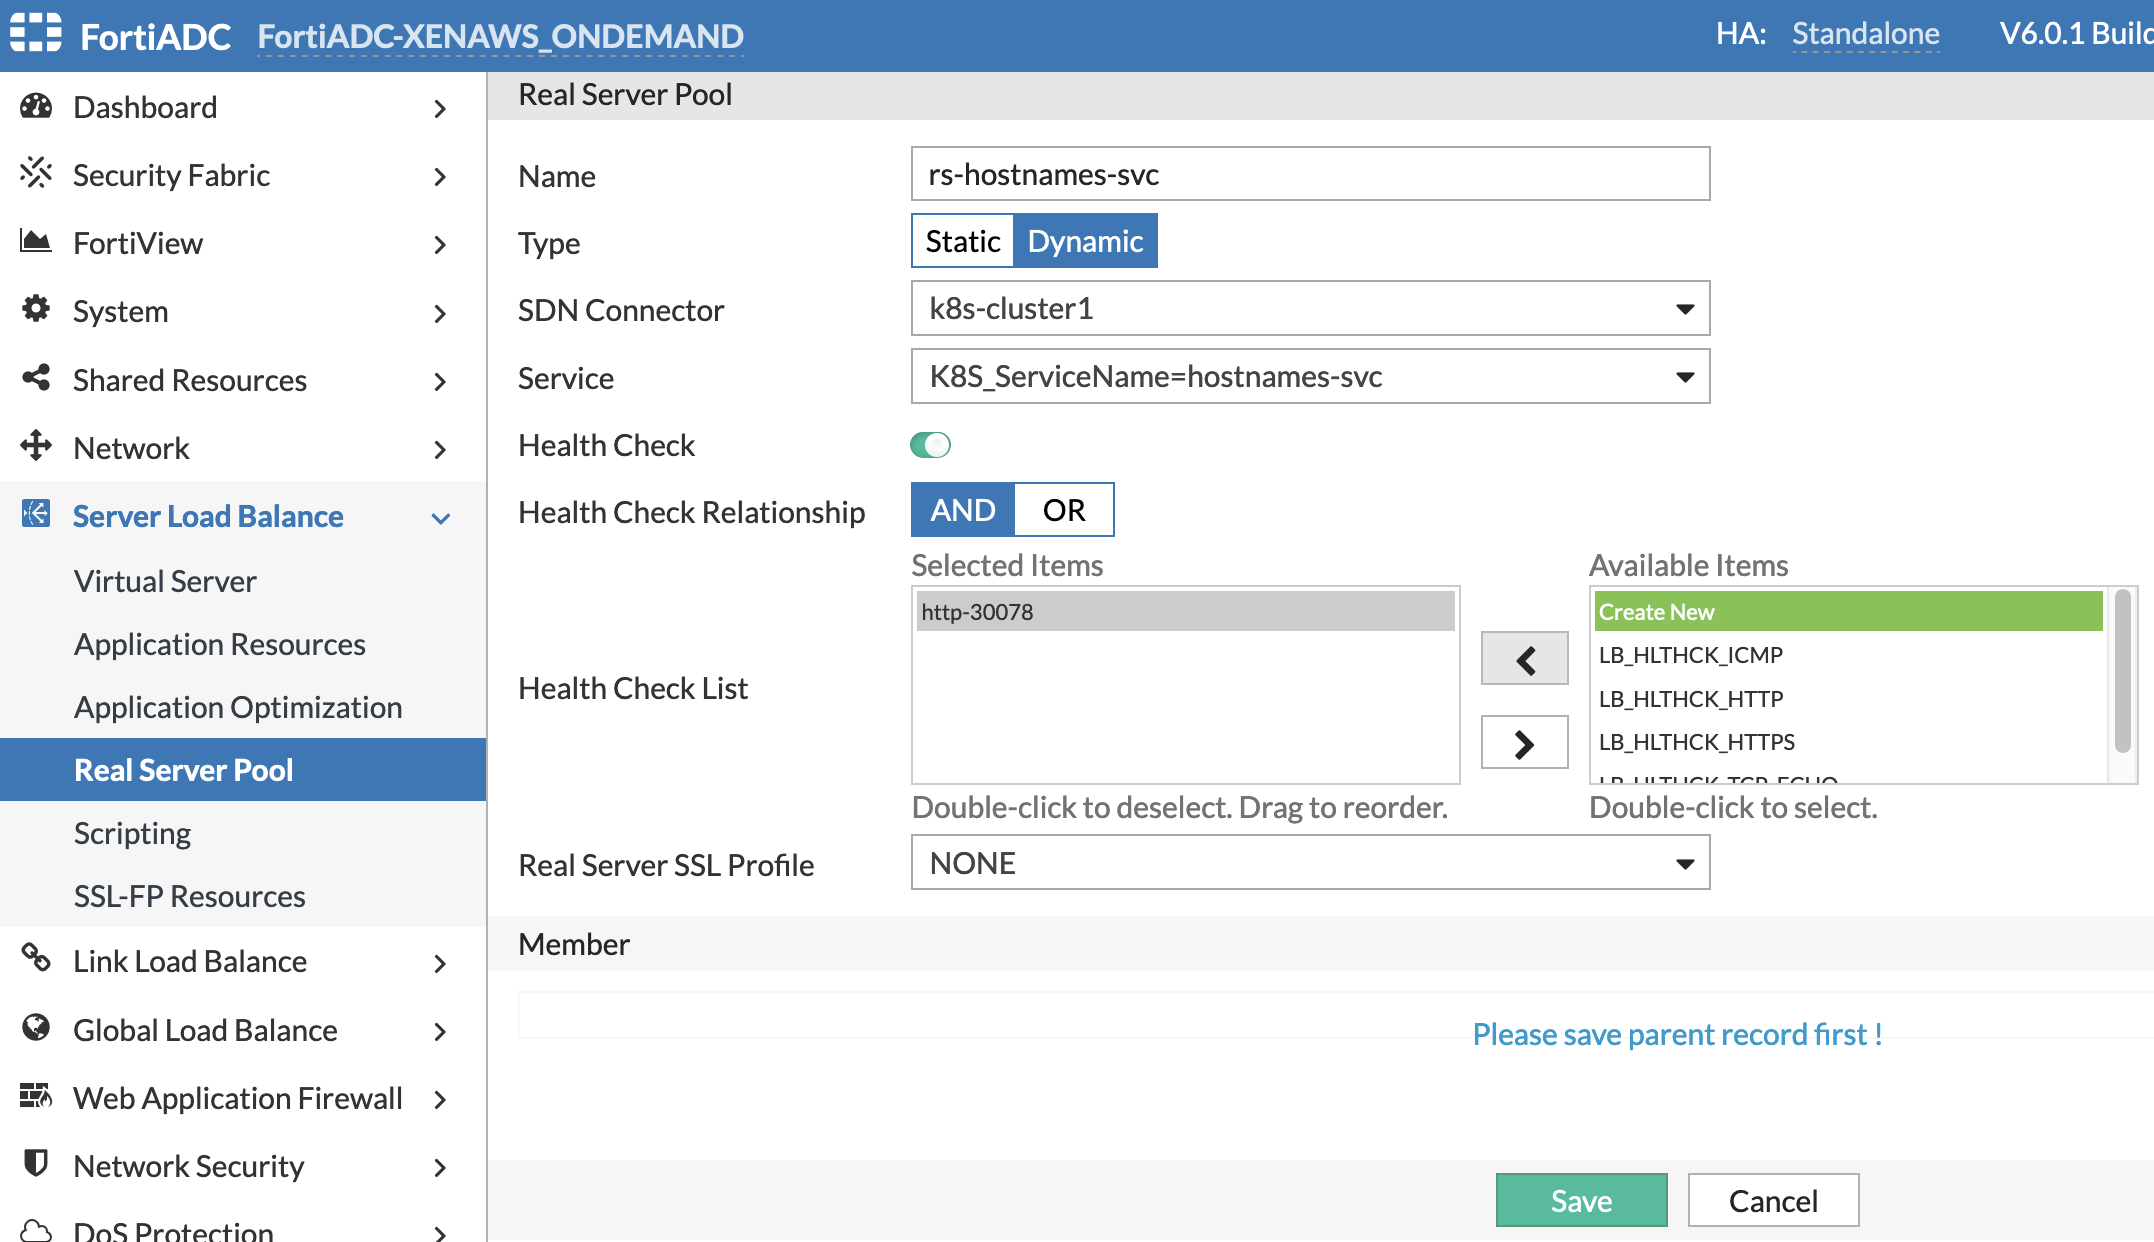 FortiADC FortiADC-XENAWS_ONDEMAND HA: Standalone V6.0.1
Dashboard
Security Fabric
FortiView
System
Shared Resources
Network
Server Load Balance
Virtual Server
Application Resources
Application Optimization
Real Server Pool
Scripting
SSL-FP Resources
Link Load Balance
Global Load Balance
Web Application Firewall
Network Security
DoS Protection
Real Server Pool
Name rs-hostnames-svc
Type Static Dynamic
SDN Connector k8s-cluster1
Service K8S_ServiceName=hostnames-svc
Health Check
Health Check Relationship AND OR
Selected Items Available Items
http-30078
Health Check List
Create New
LB_HLTHCK_ICMP
LB_HLTHCK_HTTP
LB_HLTHCK_HTTPS
LB_HLTHCK_TCP_ECHO
Double-click to deselect. Drag to reorder. Double-click to select.
Real Server SSL Profile NONE
Member
Please save parent record first !
Save Cancel